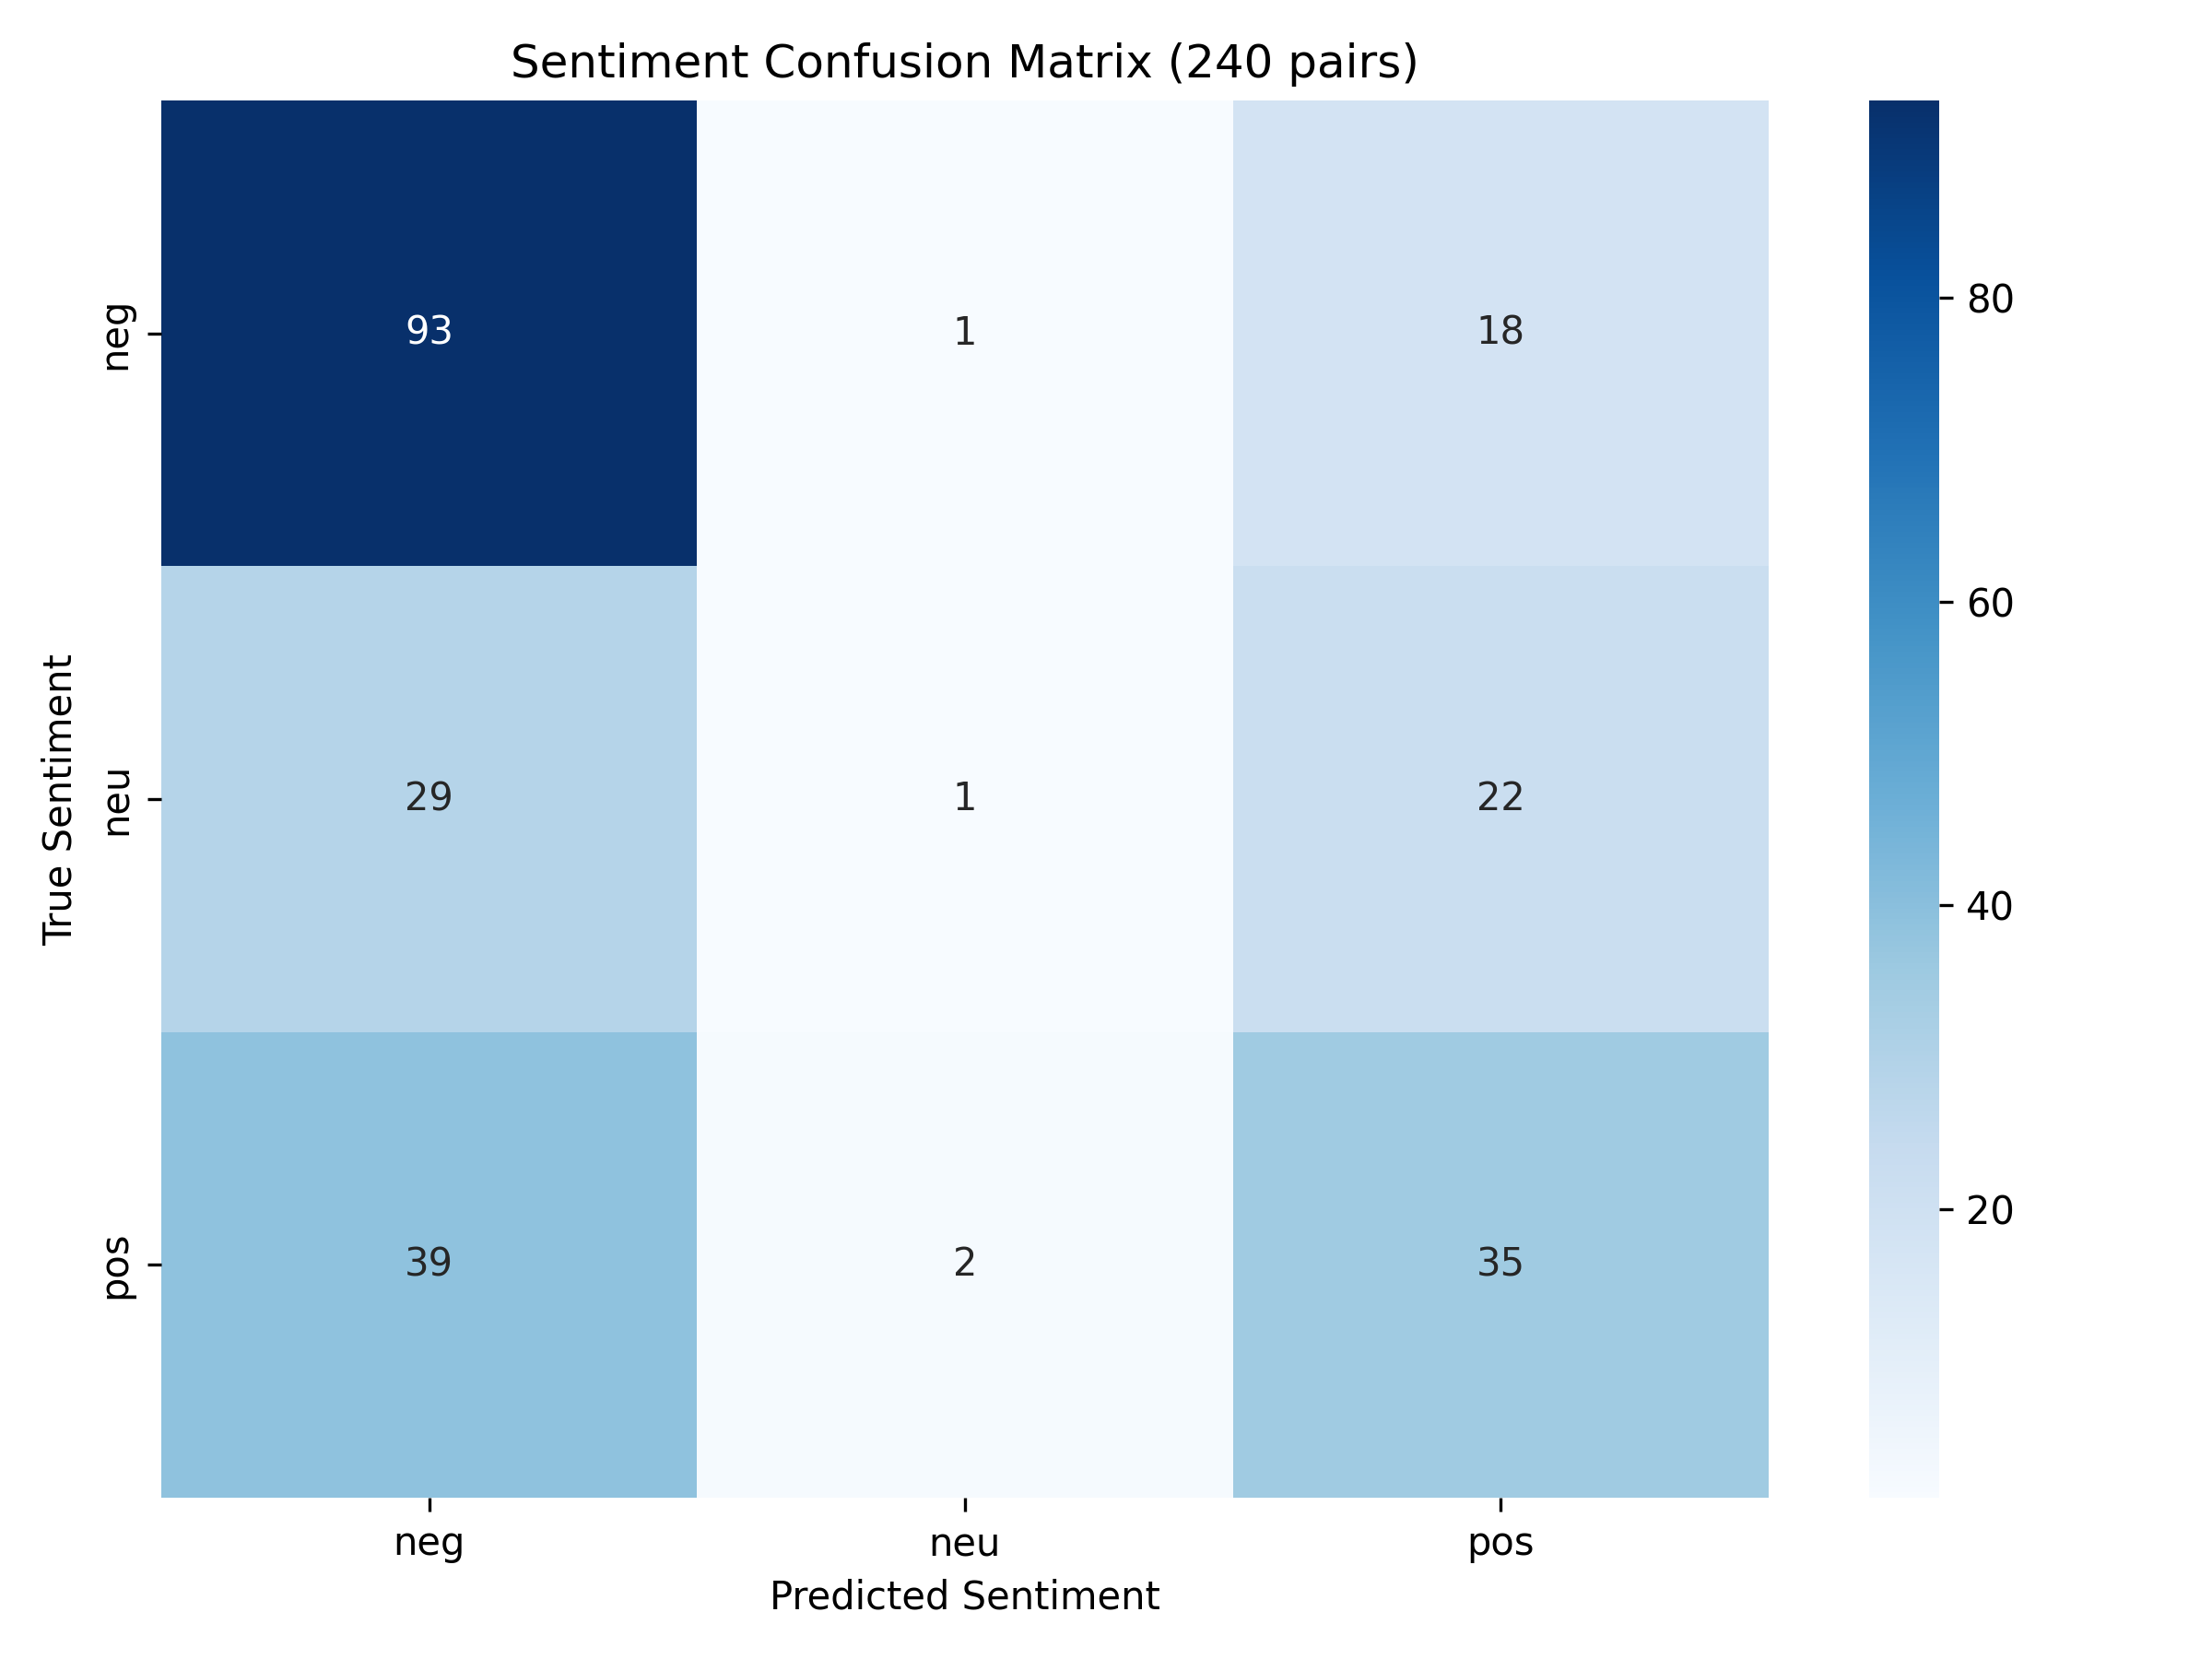 Sentiment Confusion Matrix (240 pairs)
True Sentiment
neg
93
1
18
neu
29
1
22
pos
39
2
35
neg
neu
pos
Predicted Sentiment
80
60
40
20